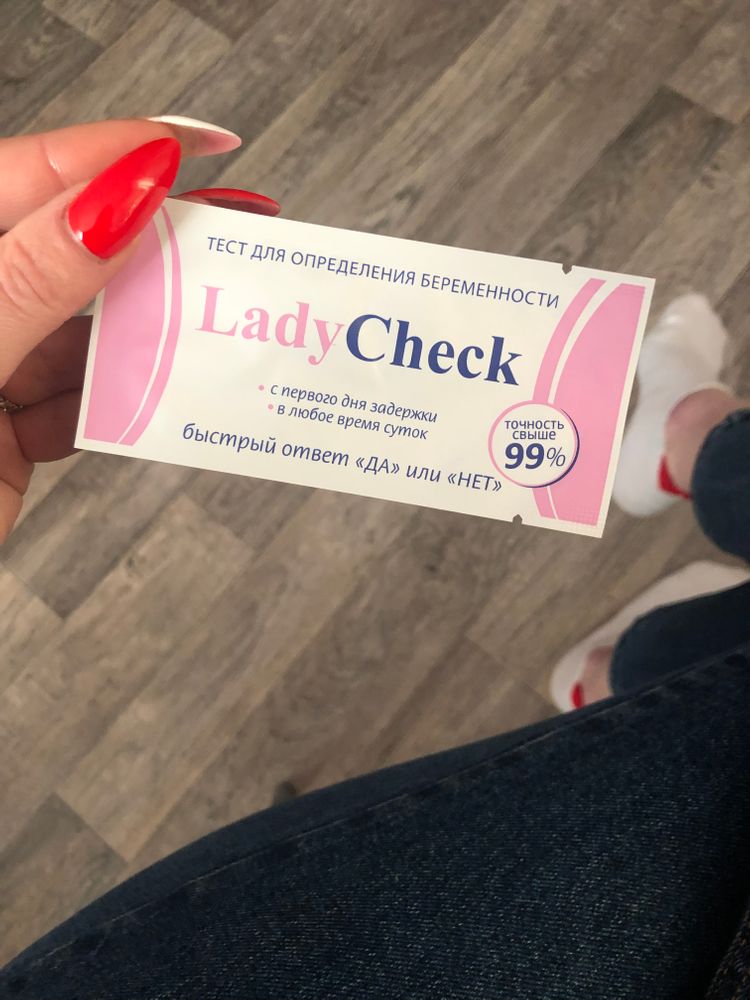 ТЕСТ ДЛЯ ОПРЕДЕЛЕНИЯ БЕРЕМЕННОСТИ
LadyCheck
• с первого дня задержки
• в любое время суток
быстрый ответ «ДА» или «НЕТ»
ТОЧНОСТЬ
СВЫШЕ
99%